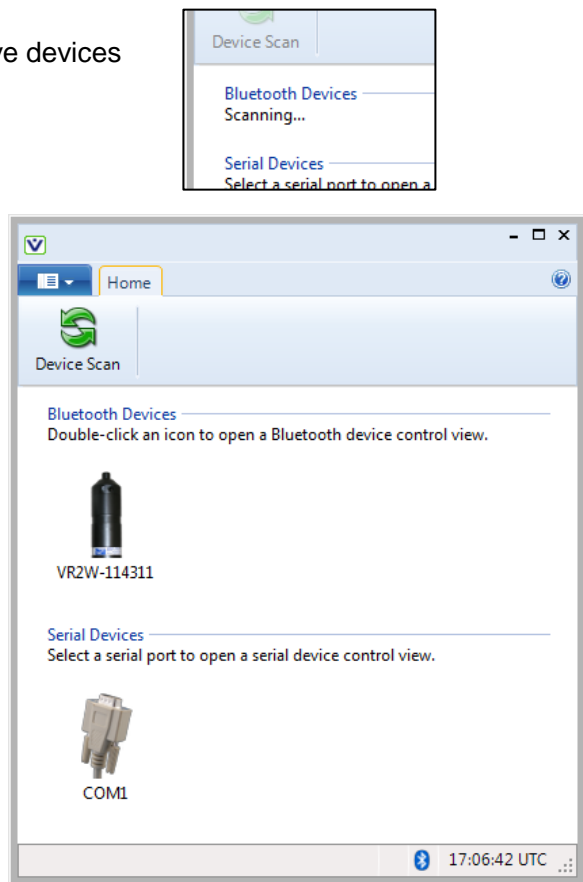 ve devices
Device Scan
Bluetooth Devices
Scanning...
Serial Devices
Select a serial port to open a
Home
Device Scan
Bluetooth Devices
Double-click an icon to open a Bluetooth device control view.
VR2W-114311
Serial Devices
Select a serial port to open a serial device control view.
COM1
17:06:42 UTC